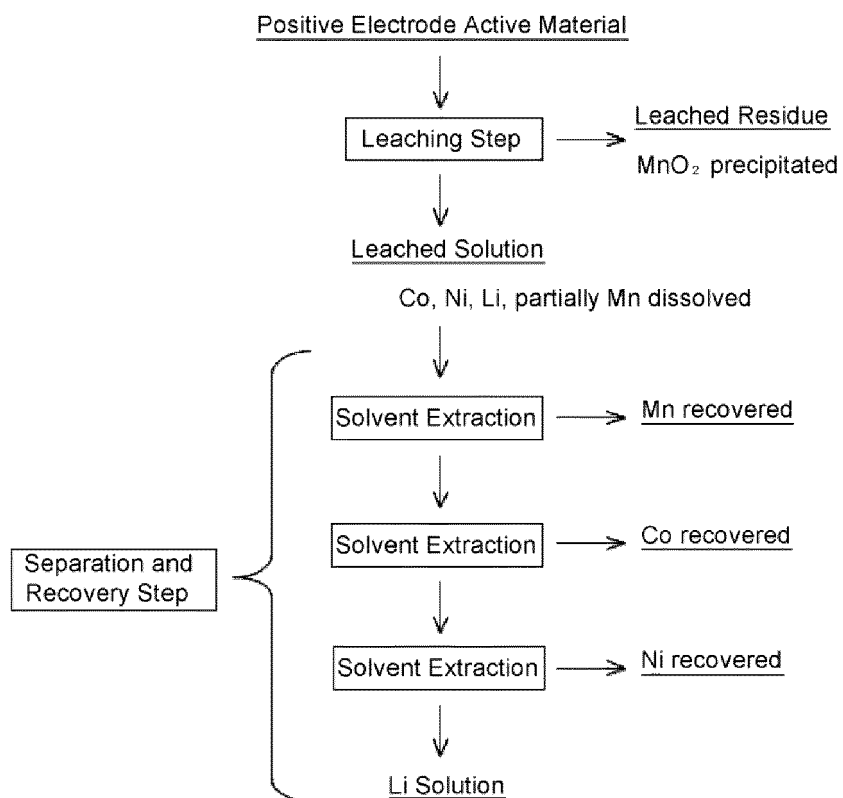 Positive Electrode Active Material
Leaching Step
Leached Residue
MnO₂ precipitated
Leached Solution
Co, Ni, Li, partially Mn dissolved
Solvent Extraction
Mn recovered
Solvent Extraction
Co recovered
Separation and
Recovery Step
Solvent Extraction
Ni recovered
Li Solution